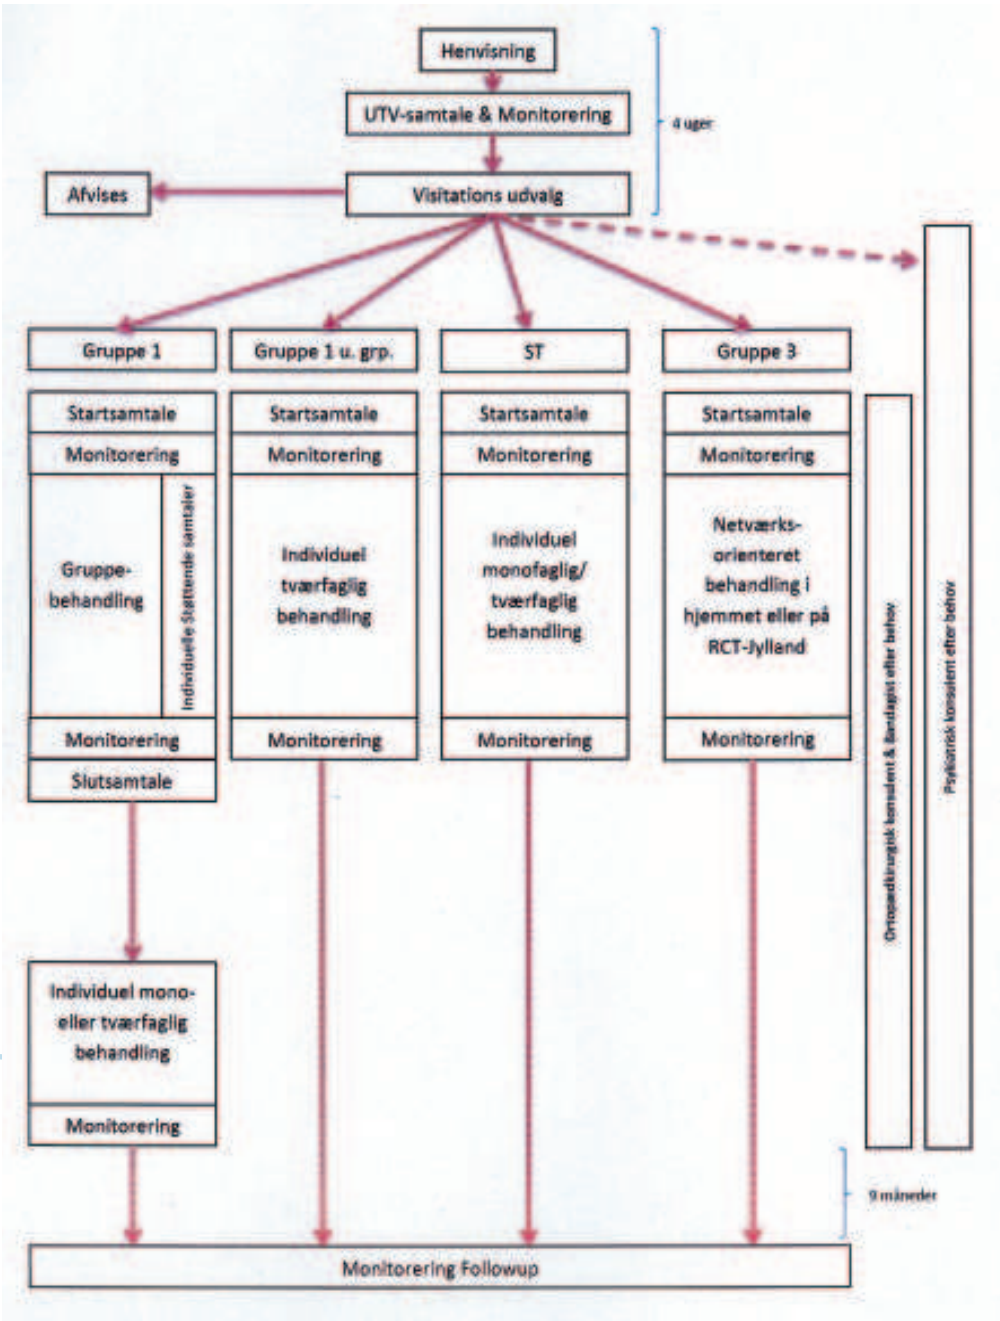 Henvisning
UTV-samtale & Monitorering
4 uger
Afvises
Visitations udvalg
Gruppe 1
Gruppe 1 u. grp.
ST
Gruppe 3
Startsamtale
Monitorering
Gruppe-
behandling
Individuelle Støttende samtaler
Monitorering
Slutsamtale
Startsamtale
Monitorering
Individuel
tværfaglig
behandling
Monitorering
Startsamtale
Monitorering
Individuel
monofaglig/
tværfaglig
behandling
Monitorering
Startsamtale
Monitorering
Netværks-
orienteret
behandling i
hjemmet eller på
RCT-Jylland
Monitorering
Ortopædkirurgisk konsulent & Bandagist efter behov
Psykiatrisk konsulent efter behov
Individuel mono-
eller tværfaglig
behandling
Monitorering
9 måneder
Monitorering Followup